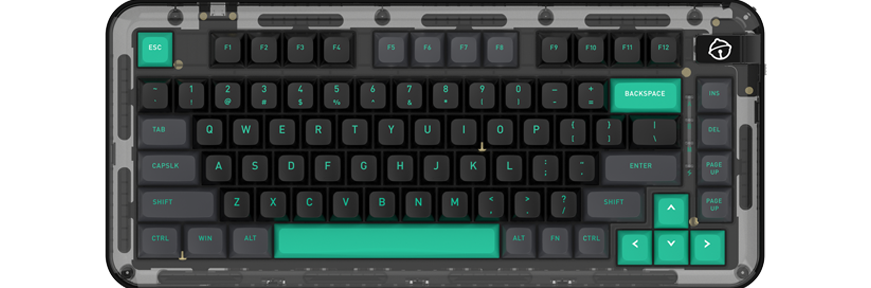 ESC F1 F2 F3 F4 F5 F6 F7 F8 F9 F10 F11 F12
~ ! 2 3 4 5 6 7 8 9 0 - + BACKSPACE INS
1 @ # $ % ^ & * _ =
TAB Q W E R T Y U I O P { } | DEL
[ ] \
CAPSLK A S D F G H J K L : ENTER PAGE
; UP
SHIFT Z X C V B N M < > ? SHIFT PAGE
, . / UP
CTRL WIN ALT ALT FN CTRL